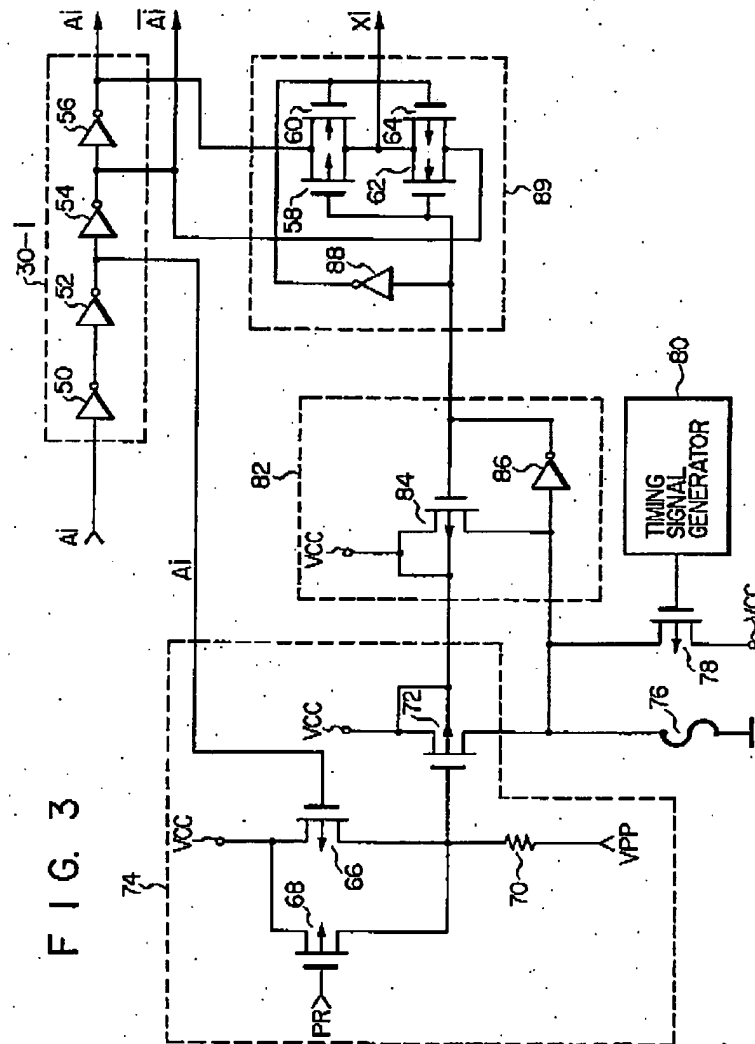 FIG. 3
30-i
Ai
50
52
54
56
Ai
A̅i̅
Ai
74
VCC
68
66
PR
VCC
72
70
VPP
82
VCC
84
86
88
58
60
62
64
89
Xi
76
78
VCC
80
TIMING
SIGNAL
GENERATOR